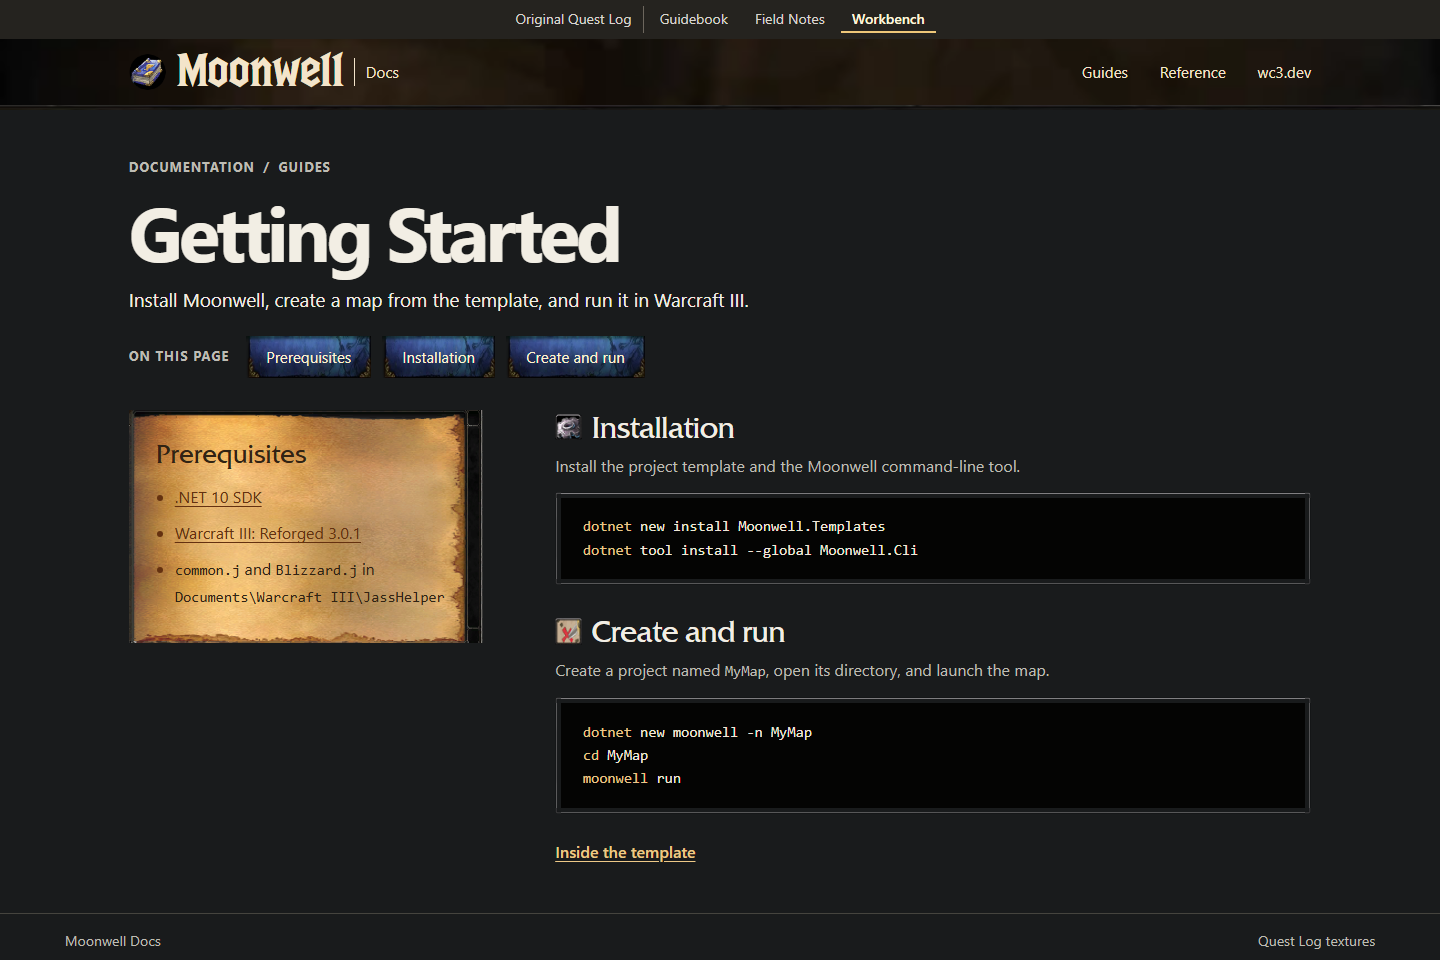 Original Quest Log
Guidebook
Field Notes
Workbench
Moonwell
Docs
Guides
Reference
wc3.dev
DOCUMENTATION / GUIDES
Getting Started
Install Moonwell, create a map from the template, and run it in Warcraft III.
ON THIS PAGE
Prerequisites
Installation
Create and run
Prerequisites
• .NET 10 SDK
• Warcraft III: Reforged 3.0.1
• common.j and Blizzard.j in
Documents\Warcraft III\JassHelper
Installation
Install the project template and the Moonwell command-line tool.
dotnet new install Moonwell.Templates
dotnet tool install --global Moonwell.Cli
Create and run
Create a project named MyMap, open its directory, and launch the map.
dotnet new moonwell -n MyMap
cd MyMap
moonwell run
Inside the template
Moonwell Docs
Quest Log textures